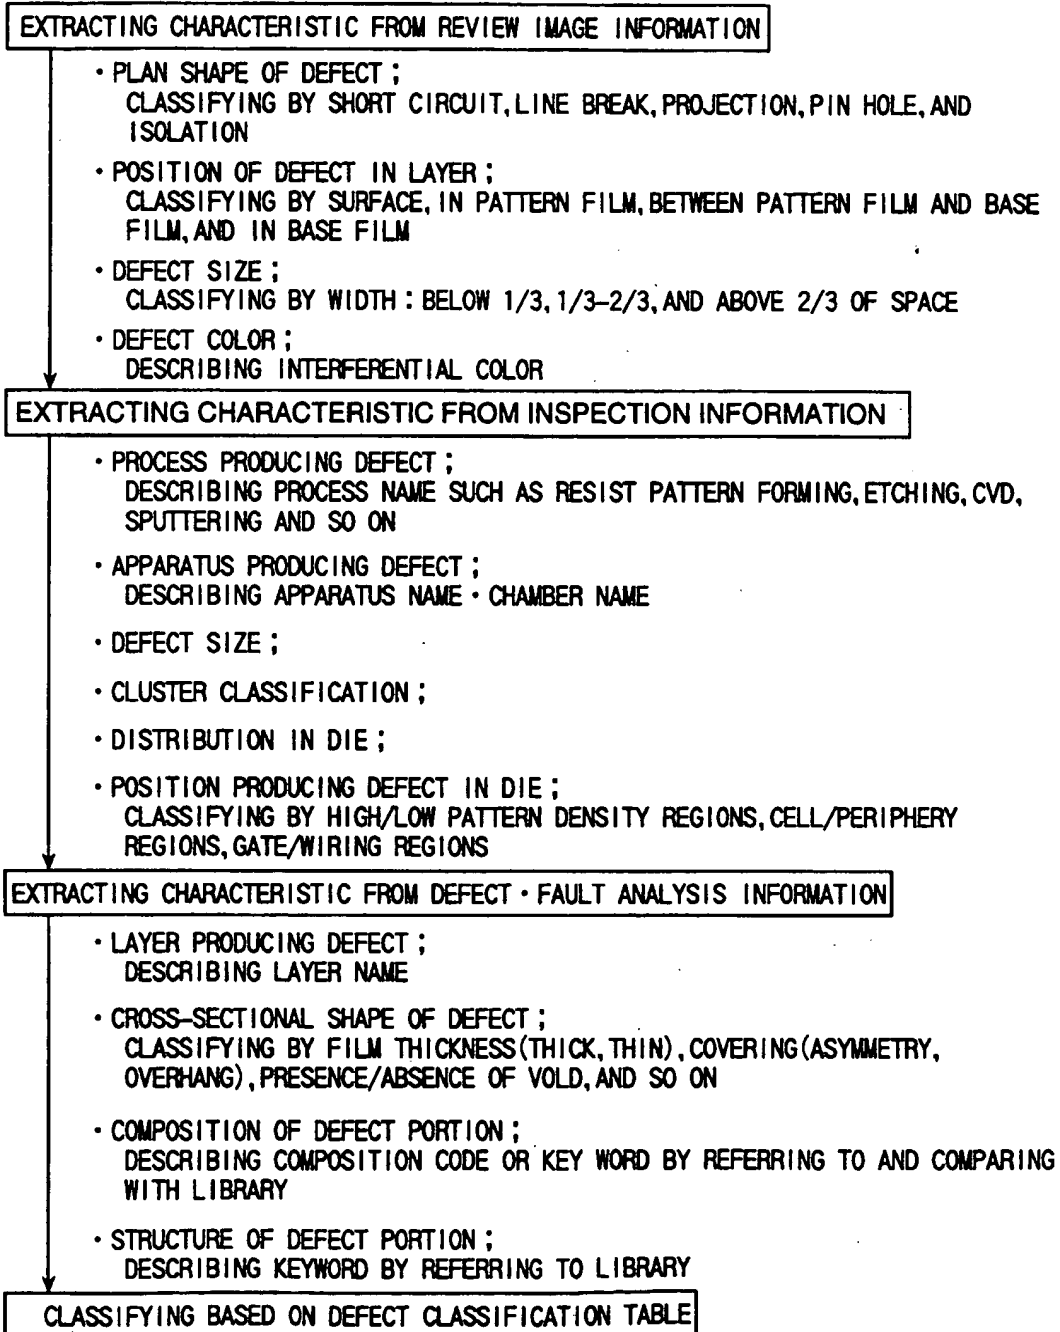 EXTRACTING CHARACTERISTIC FROM REVIEW IMAGE INFORMATION
・PLAN SHAPE OF DEFECT;
CLASSIFYING BY SHORT CIRCUIT, LINE BREAK, PROJECTION, PIN HOLE, AND
ISOLATION
・POSITION OF DEFECT IN LAYER;
CLASSIFYING BY SURFACE, IN PATTERN FILM, BETWEEN PATTERN FILM AND BASE
FILM, AND IN BASE FILM
・DEFECT SIZE;
CLASSIFYING BY WIDTH: BELOW 1/3, 1/3–2/3, AND ABOVE 2/3 OF SPACE
・DEFECT COLOR;
DESCRIBING INTERFERENTIAL COLOR
EXTRACTING CHARACTERISTIC FROM INSPECTION INFORMATION
・PROCESS PRODUCING DEFECT;
DESCRIBING PROCESS NAME SUCH AS RESIST PATTERN FORMING, ETCHING, CVD,
SPUTTERING AND SO ON
・APPARATUS PRODUCING DEFECT;
DESCRIBING APPARATUS NAME・CHAMBER NAME
・DEFECT SIZE;
・CLUSTER CLASSIFICATION;
・DISTRIBUTION IN DIE;
・POSITION PRODUCING DEFECT IN DIE;
CLASSIFYING BY HIGH/LOW PATTERN DENSITY REGIONS, CELL/PERIPHERY
REGIONS, GATE/WIRING REGIONS
EXTRACTING CHARACTERISTIC FROM DEFECT・FAULT ANALYSIS INFORMATION
・LAYER PRODUCING DEFECT;
DESCRIBING LAYER NAME
・CROSS–SECTIONAL SHAPE OF DEFECT;
CLASSIFYING BY FILM THICKNESS(THICK, THIN), COVERING(ASYMMETRY,
OVERHANG), PRESENCE/ABSENCE OF VOLD, AND SO ON
・COMPOSITION OF DEFECT PORTION;
DESCRIBING COMPOSITION CODE OR KEY WORD BY REFERRING TO AND COMPARING
WITH LIBRARY
・STRUCTURE OF DEFECT PORTION;
DESCRIBING KEYWORD BY REFERRING TO LIBRARY
CLASSIFYING BASED ON DEFECT CLASSIFICATION TABLE